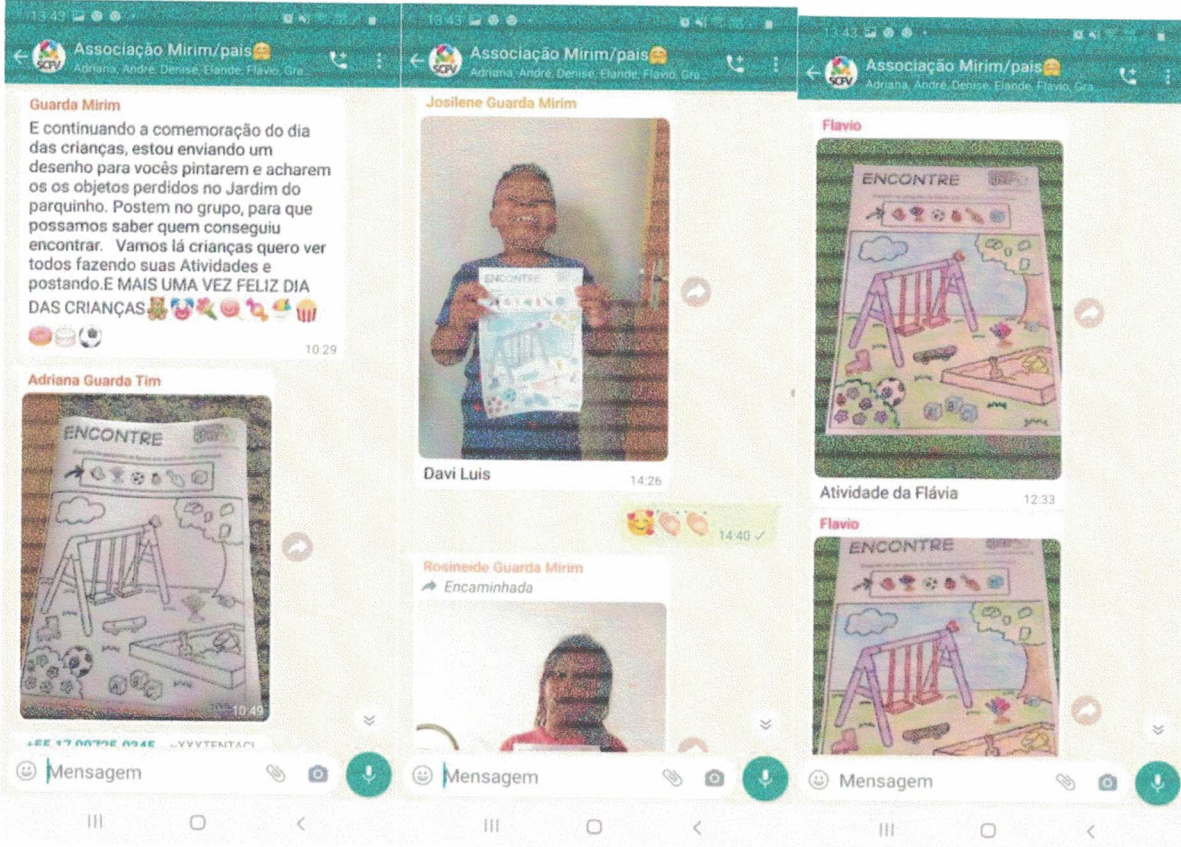 13:43
Associação Mirim/pais🤗
Adriana, André, Denise, Elande, Flavio, Gra...
Guarda Mirim
E continuando a comemoração do dia
das crianças, estou enviando um
desenho para vocês pintarem e acharem
os os objetos perdidos no Jardim do
parquinho. Postem no grupo, para que
possamos saber quem conseguiu
encontrar. Vamos lá crianças quero ver
todos fazendo suas Atividades e
postando.E MAIS UMA VEZ FELIZ DIA
DAS CRIANÇAS🧸🤡💐🍭🍬🍧🍿
🍩🎂⚽
10:29
Adriana Guarda Tim
ENCONTRE
10:49
Mensagem
13:43
Associação Mirim/pais🤗
Adriana, André, Denise, Elande, Flavio, Gra...
Josilene Guarda Mirim
ENCONTRE
Davi Luis
14:26
14:40
Rosineide Guarda Mirim
Encaminhada
Mensagem
13:43
Associação Mirim/pais🤗
Adriana, André, Denise, Elande, Flavio, Gra...
Flavio
ENCONTRE
Atividade da Flávia
12:33
Flavio
ENCONTRE
Mensagem